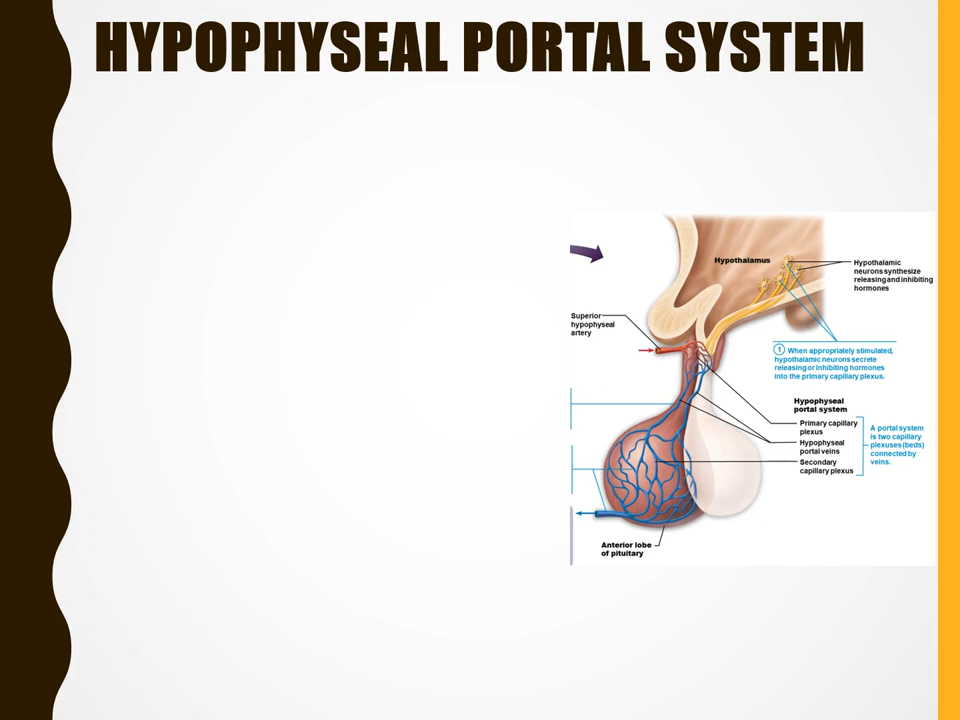 HYPOPHYSEAL PORTAL SYSTEM
Hypothalamus
Hypothalamic
neurons synthesize
releasing and inhibiting
hormones
Superior
hypophyseal
artery
1 When appropriately stimulated,
hypothalamic neurons secrete
releasing or inhibiting hormones
into the primary capillary plexus.
Hypophyseal
portal system
Primary capillary
plexus
Hypophyseal
portal veins
Secondary
capillary plexus
A portal system
is two capillary
plexuses (beds)
connected by
veins.
Anterior lobe
of pituitary